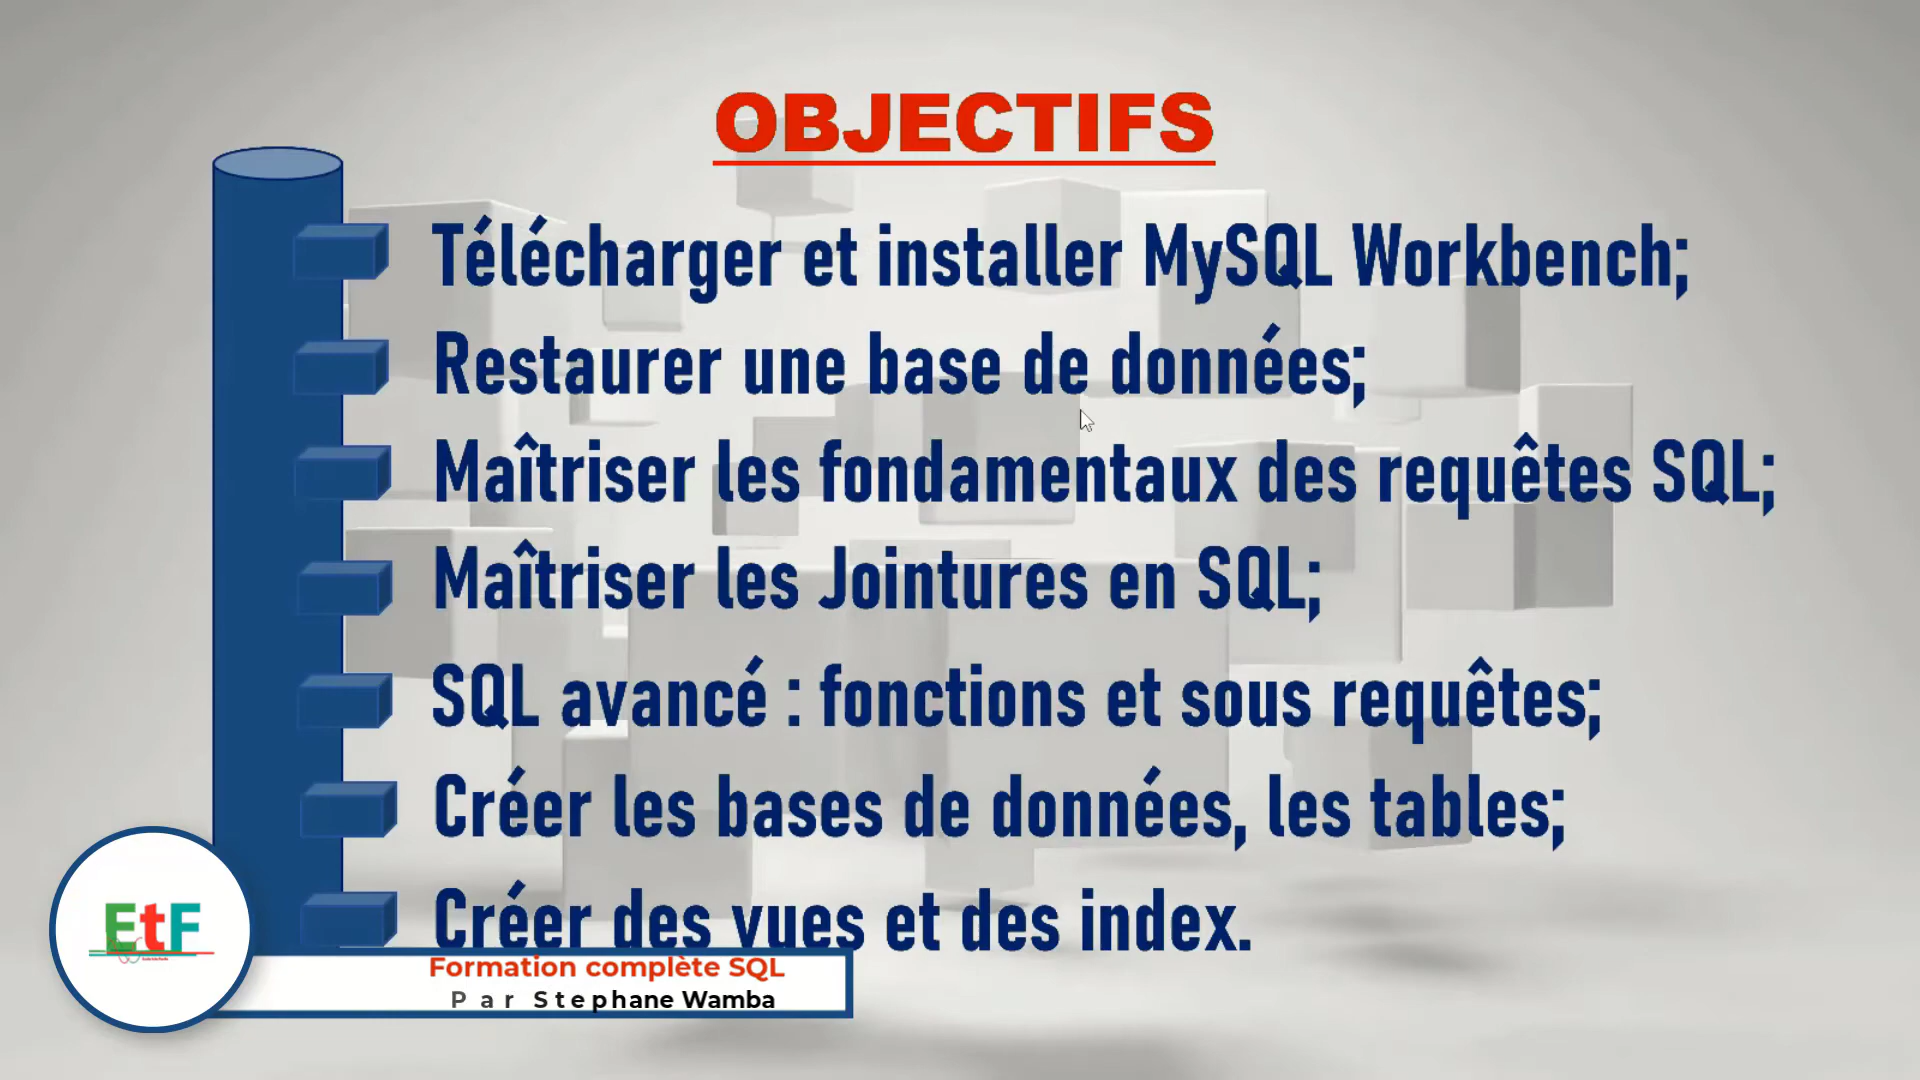 OBJECTIFS
Télécharger et installer MySQL Workbench;
Restaurer une base de données;
Maîtriser les fondamentaux des requêtes SQL;
Maîtriser les Jointures en SQL;
SQL avancé : fonctions et sous requêtes;
Créer les bases de données, les tables;
Créer des vues et des index.
EtF
Formation complète SQL
Par Stephane Wamba